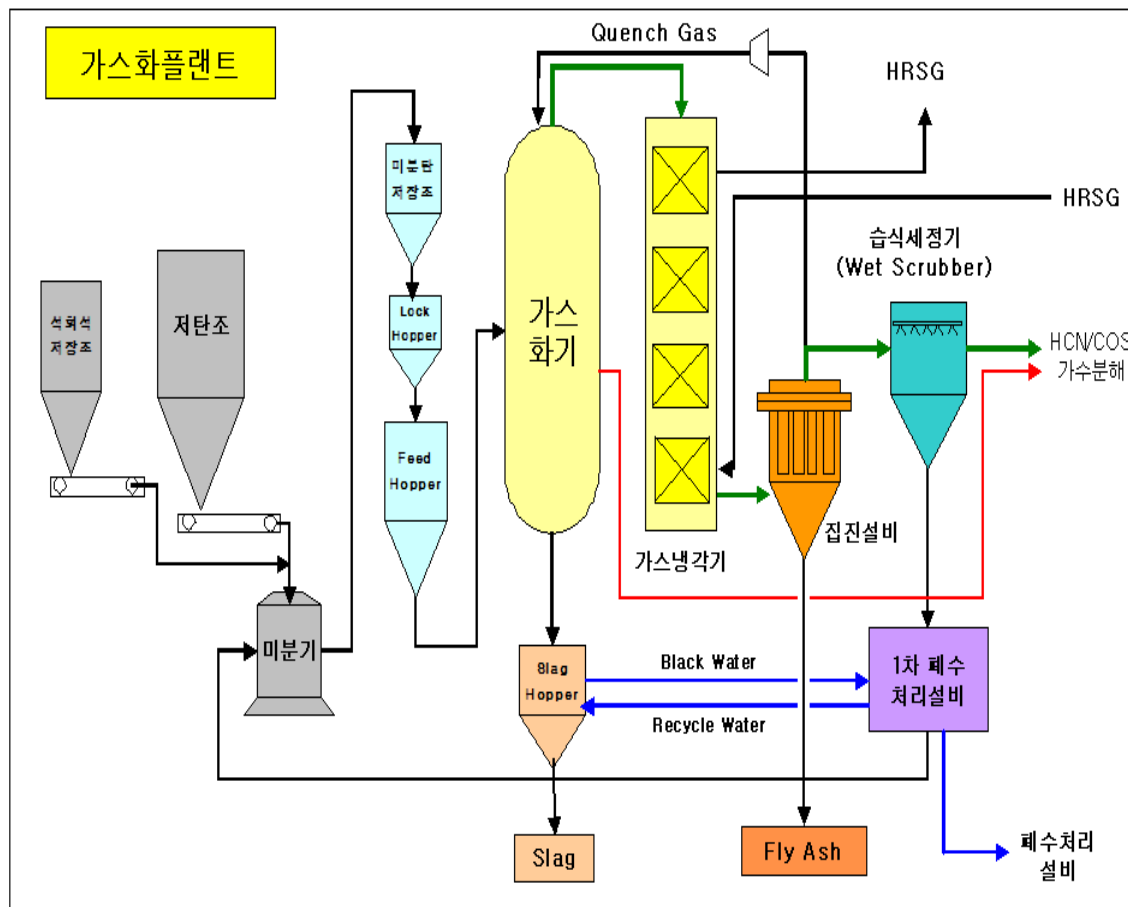 가스화플랜트
Quench Gas
HRSG
미분탄
저장조
HRSG
습식세정기
(Wet Scrubber)
석회석
저장조
저탄조
Lock
Hopper
가스
화기
HCN/COS
가수분해
Feed
Hopper
집진설비
가스냉각기
미분기
Slag
Hopper
Black Water
Recycle Water
1차 폐수
처리설비
Slag
Fly Ash
폐수처리
설비